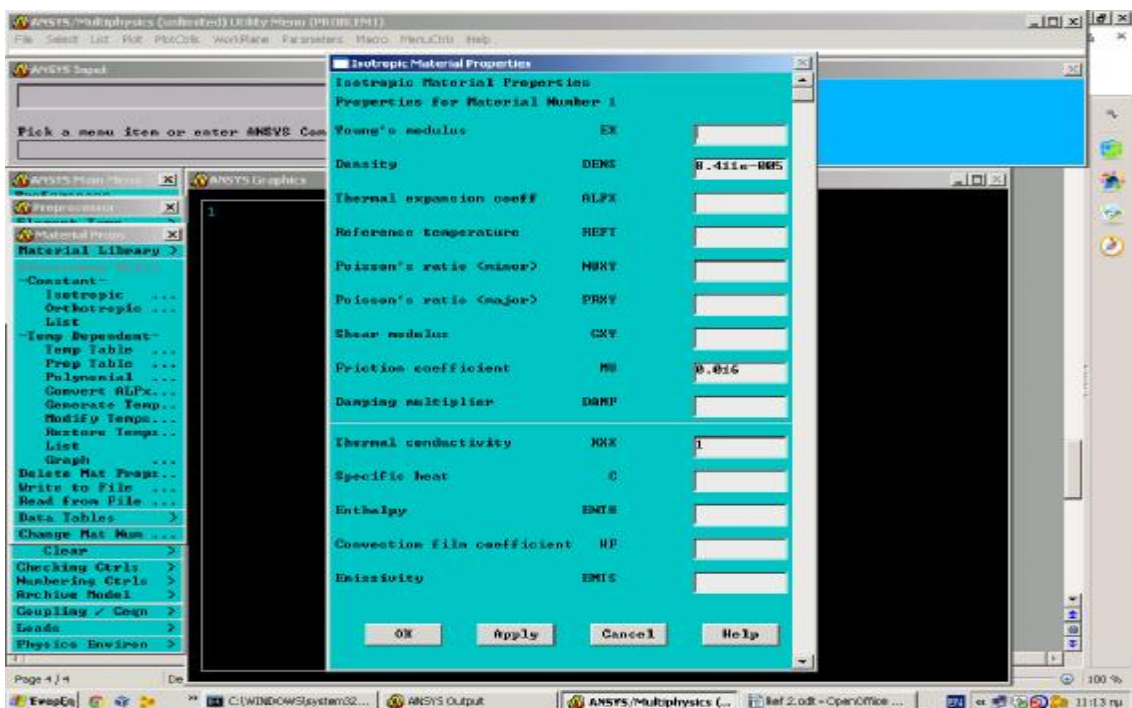 ANSYS/Multiphysics (unlimited) Utility Menu (PROBLEM1)
File Select List Plot PlotCtrls WorkPlane Parameters Macro MenuCtrls Help
ANSYS Input
Pick a menu item or enter ANSYS Com
ANSYS Main Menu
ANSYS Graphics
1
Preprocessor
Material Props
Material Library >
-Constant-
Isotropic ...
Orthotropic ...
List
-Temp Dependent-
Temp Table ...
Prop Table ...
Polynomial ...
Convert ALPx...
Generate Temp..
Modify Temps...
Restore Temps..
List
Graph ...
Delete Mat Props..
Write to File ...
Read from File ...
Data Tables >
Change Mat Num ...
Clear >
Checking Ctrls >
Numbering Ctrls >
Archive Model >
Coupling / Ceqn >
Loads >
Physics Environ >
Isotropic Material Properties
Isotropic Material Properties
Properties for Material Number 1
Young's modulus EX
Density DENS 8.411e-005
Thermal expansion coeff ALPX
Reference temperature REFT
Poisson's ratio (minor) NUXY
Poisson's ratio (major) PRXY
Shear modulus GXY
Friction coefficient MU 0.016
Damping multiplier DAMP
Thermal conductivity KXX 1
Specific heat C
Enthalpy ENTH
Convection film coefficient HF
Emissivity EMIS
OK Apply Cancel Help
Page 4 / 4 De 100 %
C:\WINDOWS\system32... ANSYS Output ANSYS/Multiphysics (... Ref 2.odt - OpenOffice ... 11:13 πμ